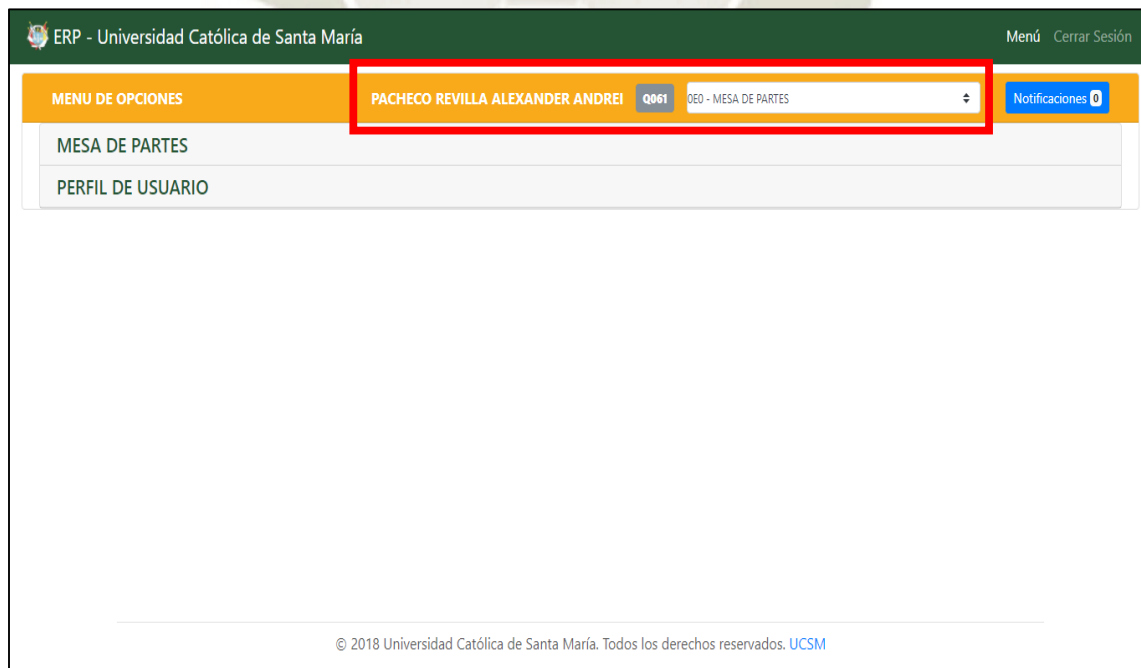 ERP - Universidad Católica de Santa María Menú Cerrar Sesión
MENU DE OPCIONES PACHECO REVILLA ALEXANDER ANDREI Q061 0E0 - MESA DE PARTES Notificaciones 0
MESA DE PARTES
PERFIL DE USUARIO
© 2018 Universidad Católica de Santa María. Todos los derechos reservados. UCSM